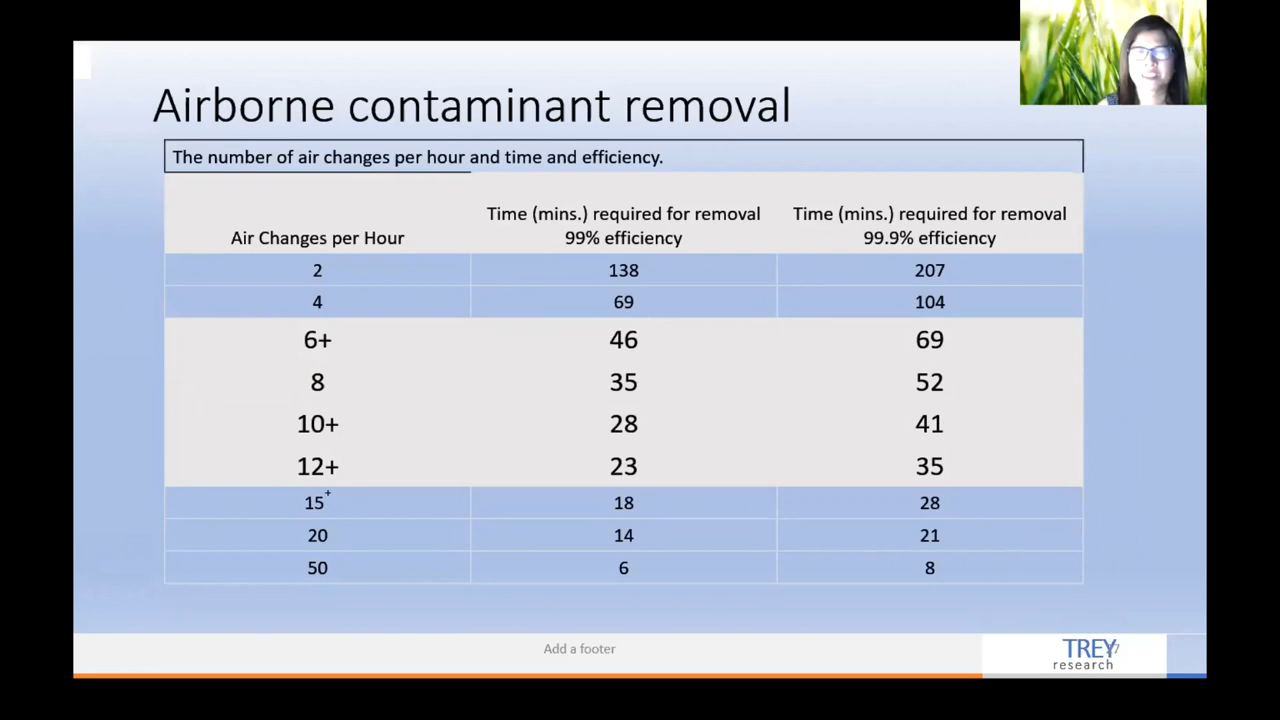 Airborne contaminant removal
The number of air changes per hour and time and efficiency.
Air Changes per Hour
Time (mins.) required for removal
99% efficiency
Time (mins.) required for removal
99.9% efficiency
2 138 207
4 69 104
6+ 46 69
8 35 52
10+ 28 41
12+ 23 35
15+ 18 28
20 14 21
50 6 8
Add a footer
TREY
research